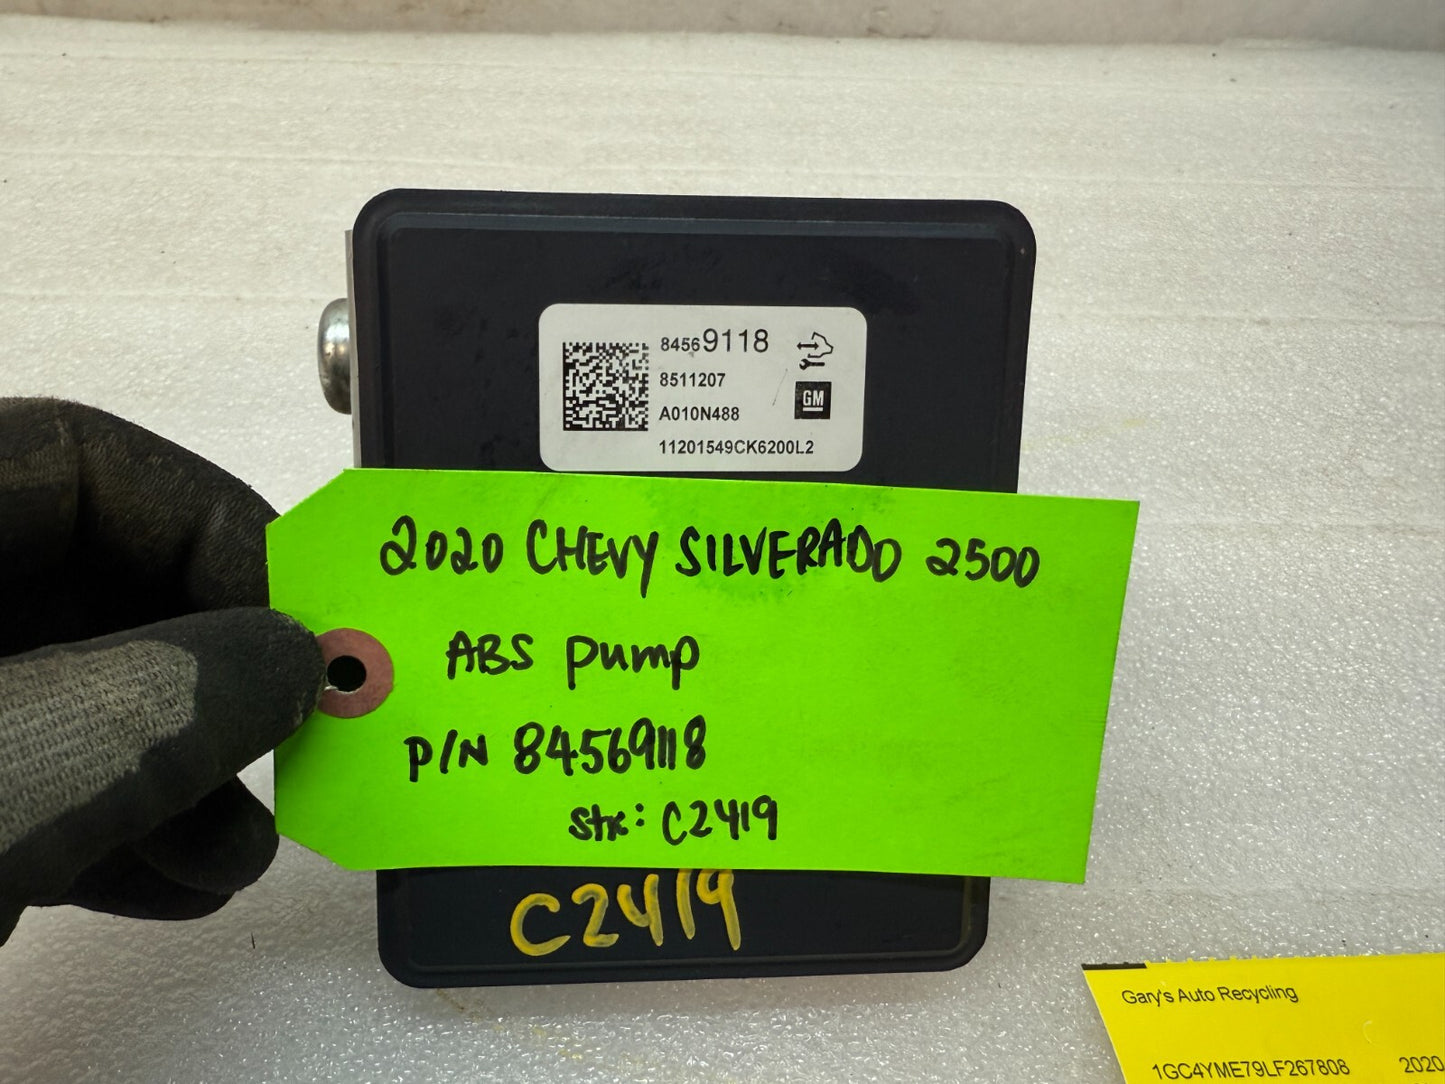 84569118
8511207
GM
A010N488
11201549CK6200L2
2020 CHEVY SILVERADO 2500
ABS pump
P/N 84569118
Stk: C2419
C2419
Gary's Auto Recycling
1GC4YME79LF267808 2020